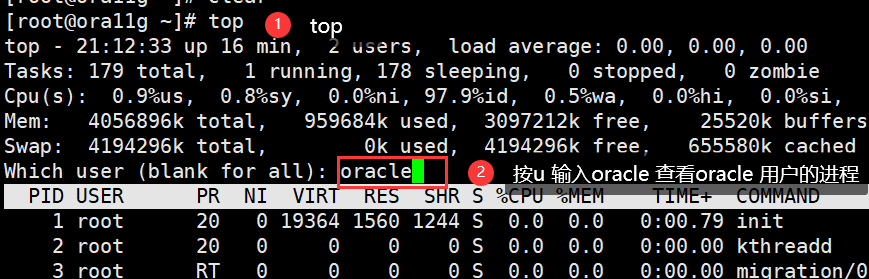 [root@ora11g ~]# clear
[root@ora11g ~]# top
1 top
top - 21:12:33 up 16 min,  2 users,  load average: 0.00, 0.00, 0.00
Tasks: 179 total,   1 running, 178 sleeping,   0 stopped,   0 zombie
Cpu(s):  0.9%us,  0.8%sy,  0.0%ni, 97.9%id,  0.5%wa,  0.0%hi,  0.0%si,
Mem:   4056896k total,   959684k used,  3097212k free,    25520k buffers
Swap:  4194296k total,        0k used,  4194296k free,   655580k cached
Which user (blank for all): oracle
2 按u 输入oracle 查看oracle 用户的进程
PID USER      PR  NI  VIRT  RES  SHR S %CPU %MEM    TIME+  COMMAND
1 root      20   0 19364 1560 1244 S  0.0  0.0   0:00.79 init
2 root      20   0     0    0    0 S  0.0  0.0   0:00.00 kthreadd
3 root      RT   0     0    0    0 S  0.0  0.0   0:00.00 migration/0